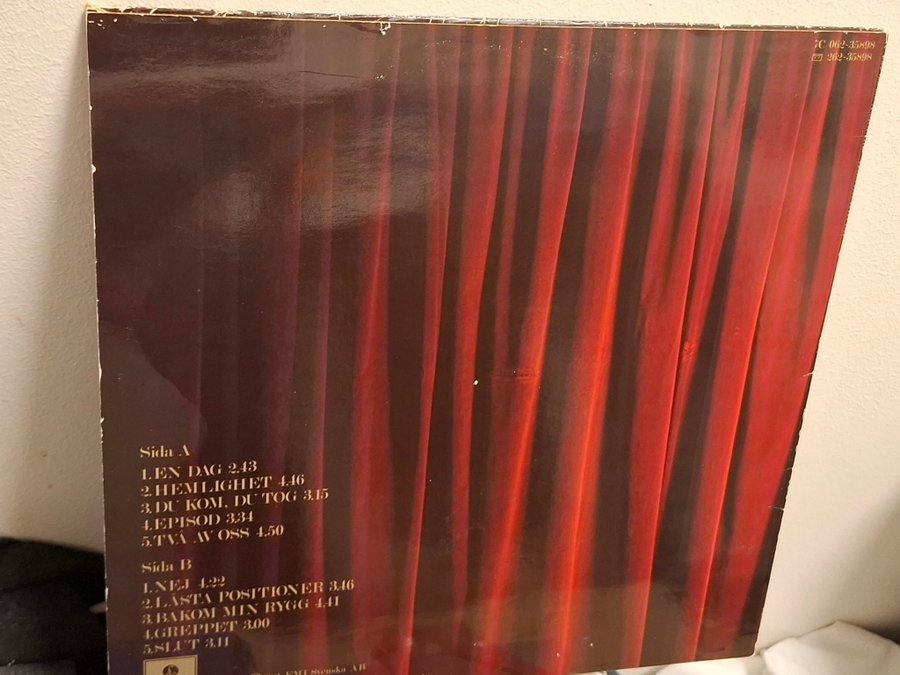 7C 062-35898
262-35898
Sida A
1.EN DAG 2.43
2.HEMLIGHET 4.46
3.DU KOM, DU TOG 3.15
4.EPISOD 3.34
5.TVÅ AV OSS 4.50
Sida B
1.NEJ 4.22
2.LÅSTA POSITIONER 3.46
3.BAKOM MIN RYGG 4.41
4.GREPPET 3.00
5.SLUT 3.11
EMI Svenska AB